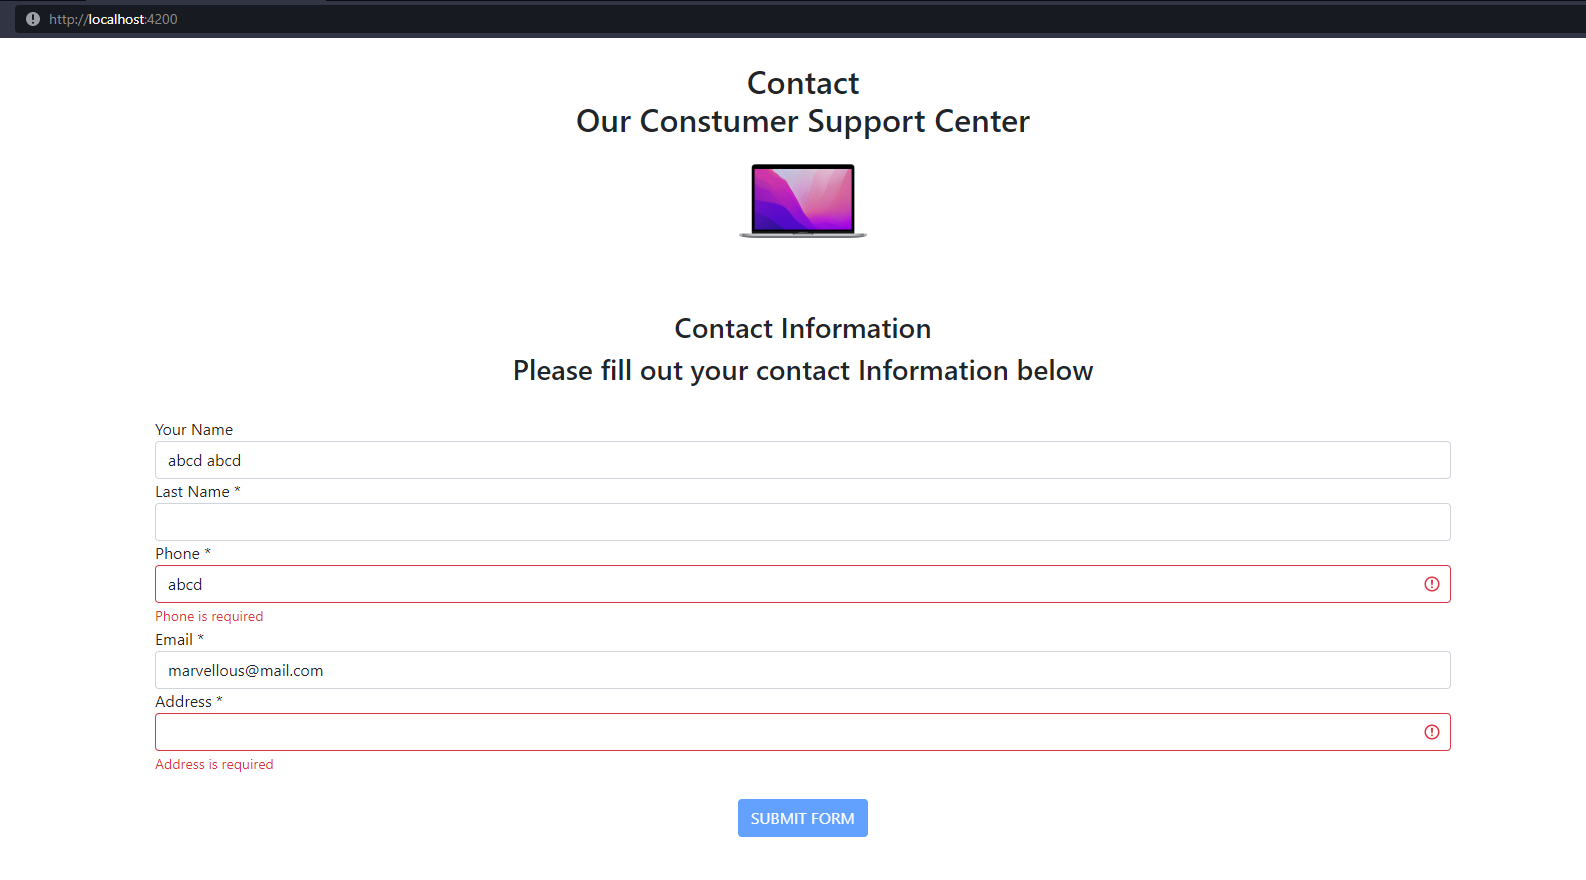 http://localhost:4200
Contact
Our Constumer Support Center
Contact Information
Please fill out your contact Information below
Your Name
abcd abcd
Last Name *
Phone *
abcd
Phone is required
Email *
marvellous@mail.com
Address *
Address is required
SUBMIT FORM